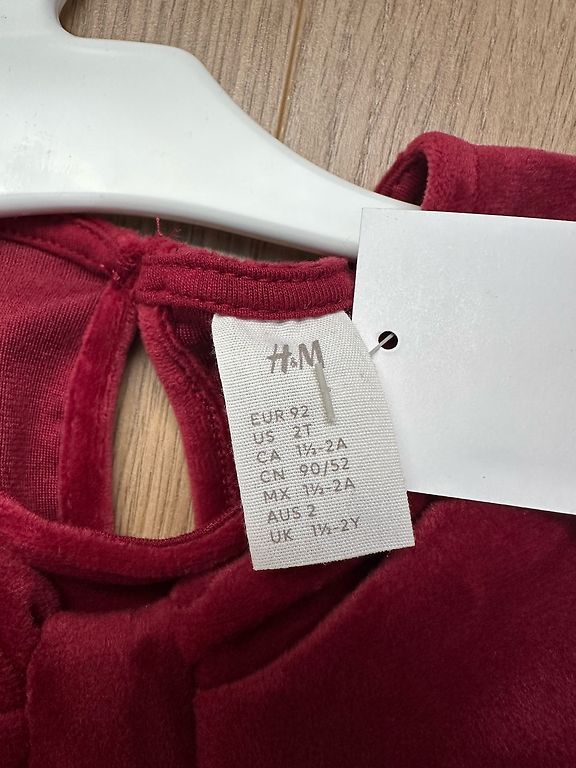 H&M
EUR 92
US 2T
CA 1½-2A
CN 90/52
MX 1½-2A
AUS 2
UK 1½-2Y